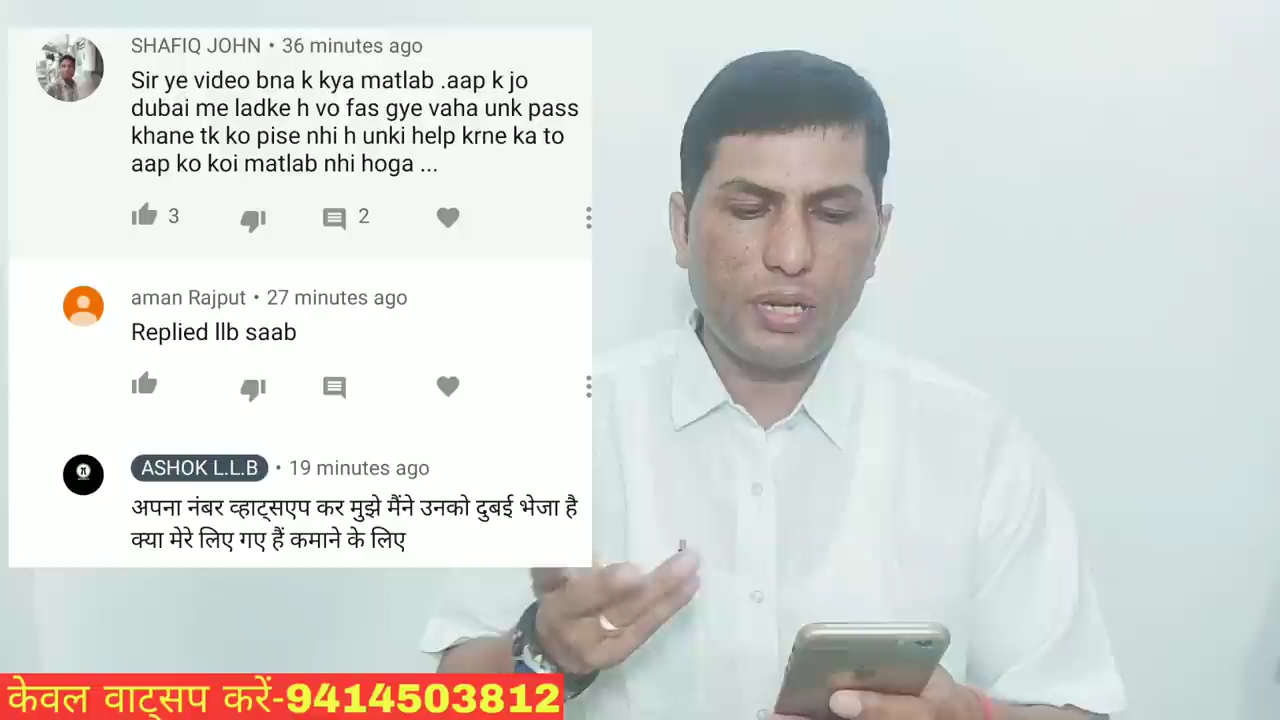 SHAFIQ JOHN • 36 minutes ago
Sir ye video bna k kya matlab .aap k jo
dubai me ladke h vo fas gye vaha unk pass
khane tk ko pise nhi h unki help krne ka to
aap ko koi matlab nhi hoga ...
3
2
aman Rajput • 27 minutes ago
Replied llb saab
ASHOK L.L.B • 19 minutes ago
अपना नंबर व्हाट्सएप कर मुझे मैंने उनको दुबई भेजा है
क्या मेरे लिए गए हैं कमाने के लिए
केवल वाट्सप करें-9414503812